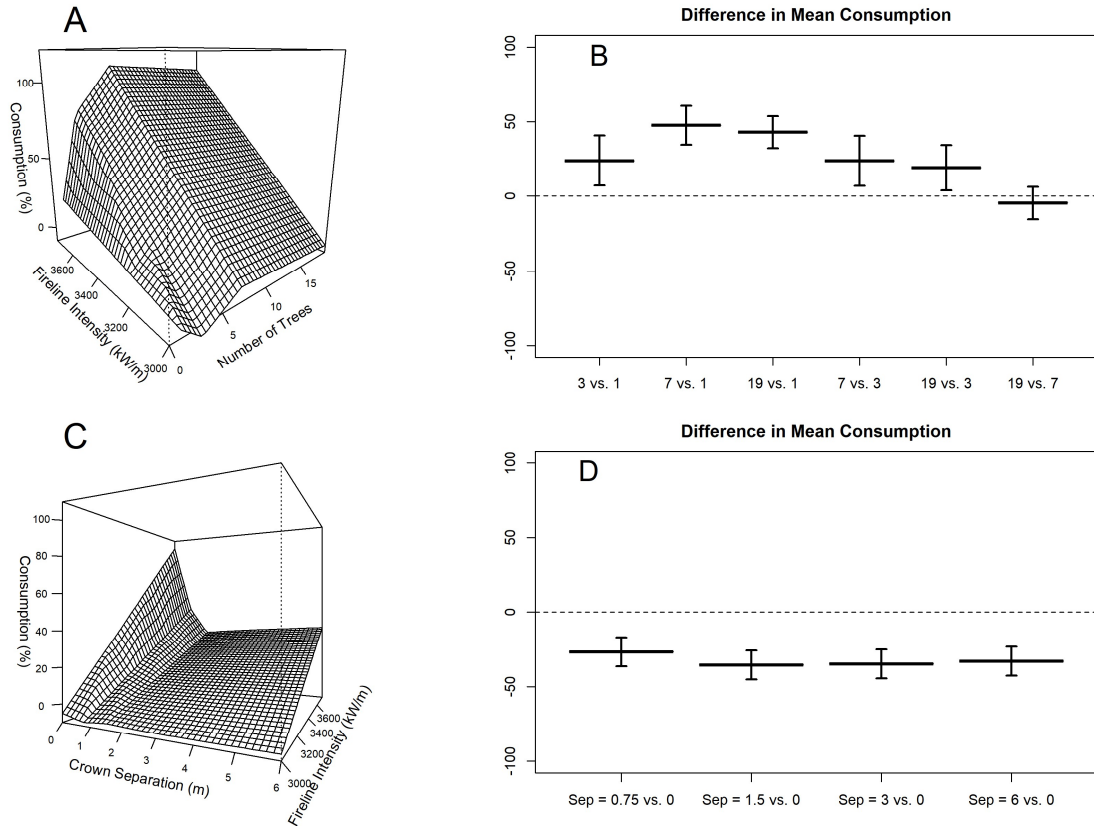 A
Consumption (%)
100
50
0
3600
3400
3200
3000
Fireline Intensity (kW/m)
0
5
10
15
Number of Trees
Difference in Mean Consumption
B
100
50
0
-50
-100
3 vs. 1
7 vs. 1
19 vs. 1
7 vs. 3
19 vs. 3
19 vs. 7
C
Consumption (%)
100
80
60
40
20
0
0
1
2
3
4
5
6
Crown Separation (m)
3000
3200
3400
3600
Fireline Intensity (kW/m)
Difference in Mean Consumption
D
100
50
0
-50
-100
Sep = 0.75 vs. 0
Sep = 1.5 vs. 0
Sep = 3 vs. 0
Sep = 6 vs. 0